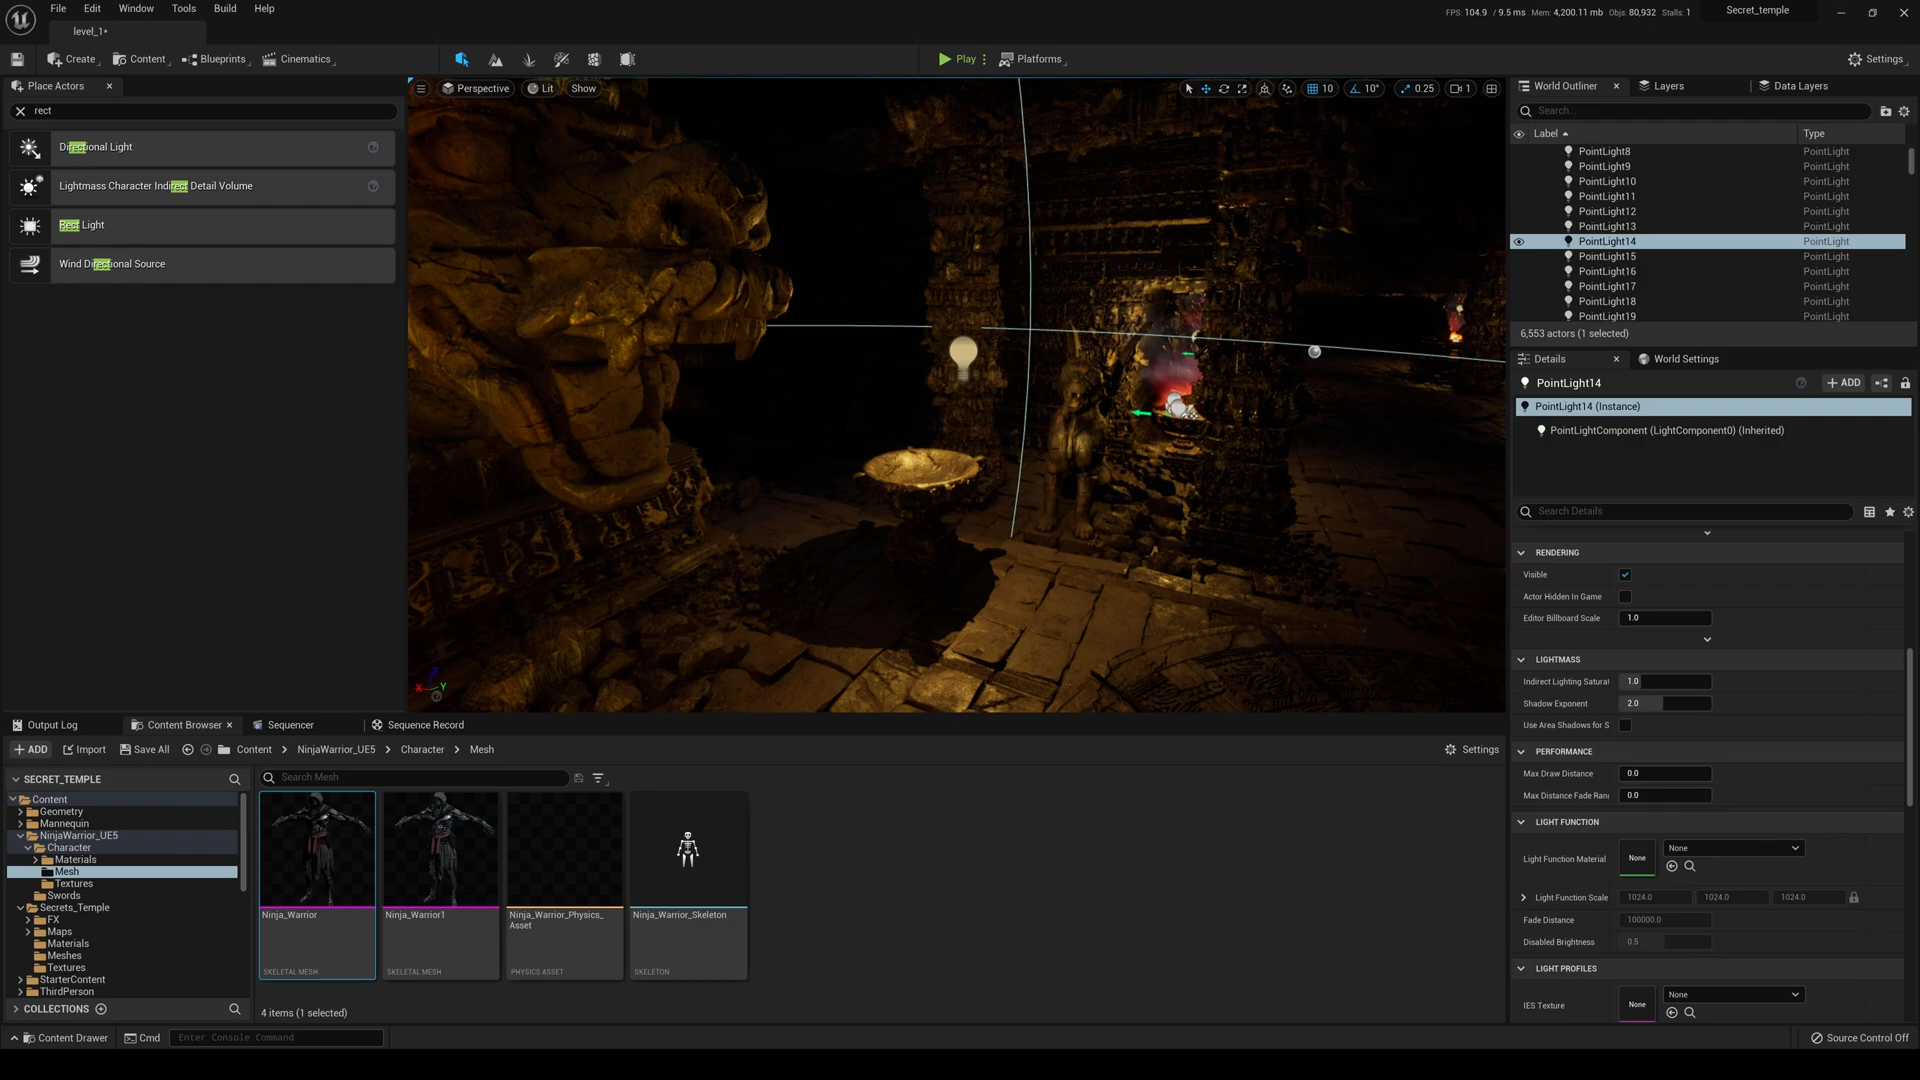 File Edit Window Tools Build Help
FPS: 104.9 / 9.5 ms Mem: 4,200.11 mb Objs: 80,932 Stalls: 1
Secret_temple
level_1*
Create
Content
Blueprints
Cinematics
Play
Platforms
Settings
Place Actors
rect
Directional Light
Lightmass Character Indirect Detail Volume
Rect Light
Wind Directional Source
Perspective
Lit
Show
10
10°
0.25
1
World Outliner
Layers
Data Layers
Search...
Label
Type
PointLight8 PointLight
PointLight9 PointLight
PointLight10 PointLight
PointLight11 PointLight
PointLight12 PointLight
PointLight13 PointLight
PointLight14 PointLight
PointLight15 PointLight
PointLight16 PointLight
PointLight17 PointLight
PointLight18 PointLight
PointLight19 PointLight
6,553 actors (1 selected)
Details
World Settings
PointLight14
+ ADD
PointLight14 (Instance)
PointLightComponent (LightComponent0) (Inherited)
Search Details
RENDERING
Visible
Actor Hidden In Game
Editor Billboard Scale 1.0
LIGHTMASS
Indirect Lighting Saturat 1.0
Shadow Exponent 2.0
Use Area Shadows for S
PERFORMANCE
Max Draw Distance 0.0
Max Distance Fade Rang 0.0
LIGHT FUNCTION
Light Function Material
None
None
Light Function Scale 1024.0 1024.0 1024.0
Fade Distance 100000.0
Disabled Brightness 0.5
LIGHT PROFILES
IES Texture
None
None
X
Y
Output Log
Content Browser
Sequencer
Sequence Record
+ ADD
Import
Save All
Content > NinjaWarrior_UE5 > Character > Mesh
Settings
SECRET_TEMPLE
Content
Geometry
Mannequin
NinjaWarrior_UE5
Character
Materials
Mesh
Textures
Swords
Secrets_Temple
FX
Maps
Materials
Meshes
Textures
StarterContent
ThirdPerson
COLLECTIONS
Search Mesh
Ninja_Warrior
SKELETAL MESH
Ninja_Warrior1
SKELETAL MESH
Ninja_Warrior_Physics_
Asset
PHYSICS ASSET
Ninja_Warrior_Skeleton
SKELETON
4 items (1 selected)
Content Drawer
Cmd
Enter Console Command
Source Control Off